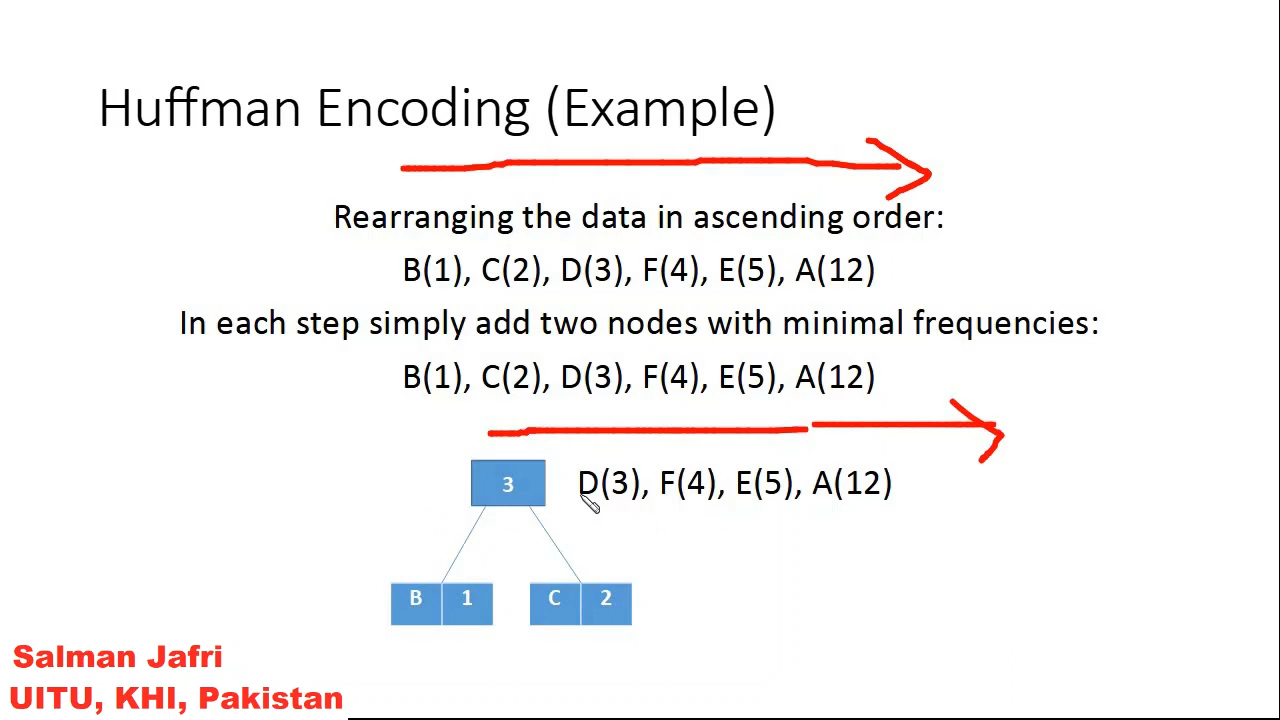 Huffman Encoding (Example)
Rearranging the data in ascending order:
B(1), C(2), D(3), F(4), E(5), A(12)
In each step simply add two nodes with minimal frequencies:
B(1), C(2), D(3), F(4), E(5), A(12)
3 D(3), F(4), E(5), A(12)
B 1 C 2
Salman Jafri
UITU, KHI, Pakistan